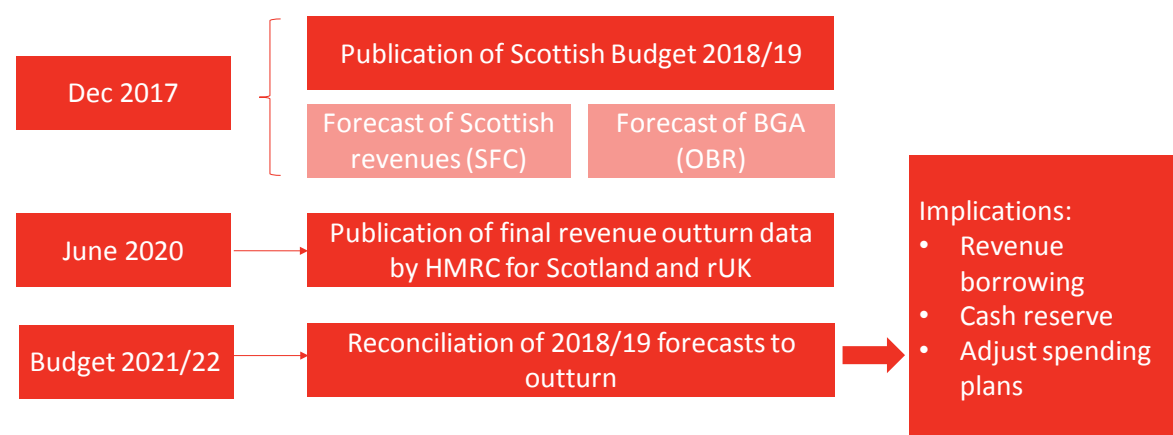 Dec 2017
Publication of Scottish Budget 2018/19
Forecast of Scottish
revenues (SFC)
Forecast of BGA
(OBR)
June 2020
Publication of final revenue outturn data
by HMRC for Scotland and rUK
Budget 2021/22
Reconciliation of 2018/19 forecasts to
outturn
Implications:
• Revenue
borrowing
• Cash reserve
• Adjust spending
plans